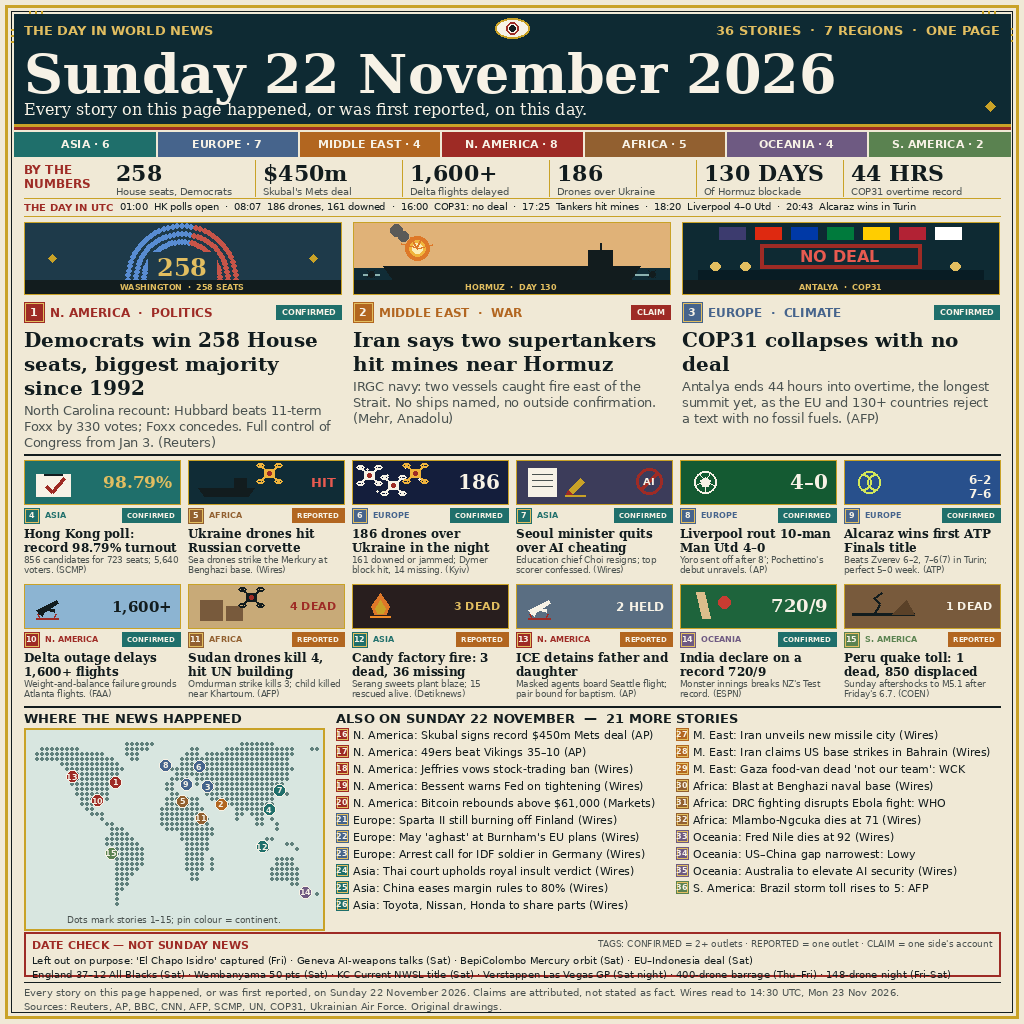 THE DAY IN WORLD NEWS
36 STORIES · 7 REGIONS · ONE PAGE
Sunday 22 November 2026
Every story on this page happened, or was first reported, on this day.
ASIA · 6
EUROPE · 7
MIDDLE EAST · 4
N. AMERICA · 8
AFRICA · 5
OCEANIA · 4
S. AMERICA · 2
BY THE
NUMBERS
258
House seats, Democrats
$450m
Skubal's Mets deal
1,600+
Delta flights delayed
186
Drones over Ukraine
130 DAYS
Of Hormuz blockade
44 HRS
COP31 overtime record
THE DAY IN UTC 01:00 HK polls open · 08:07 186 drones, 161 downed · 16:00 COP31: no deal · 17:25 Tankers hit mines · 18:20 Liverpool 4–0 Utd · 20:43 Alcaraz wins in Turin
258
WASHINGTON · 258 SEATS
HORMUZ · DAY 130
NO DEAL
ANTALYA · COP31
1 N. AMERICA · POLITICS CONFIRMED
Democrats win 258 House
seats, biggest majority
since 1992
North Carolina recount: Hubbard beats 11-term
Foxx by 330 votes; Foxx concedes. Full control of
Congress from Jan 3. (Reuters)
2 MIDDLE EAST · WAR CLAIM
Iran says two supertankers
hit mines near Hormuz
IRGC navy: two vessels caught fire east of the
Strait. No ships named, no outside confirmation.
(Mehr, Anadolu)
3 EUROPE · CLIMATE CONFIRMED
COP31 collapses with no
deal
Antalya ends 44 hours into overtime, the longest
summit yet, as the EU and 130+ countries reject
a text with no fossil fuels. (AFP)
98.79%
4 ASIA CONFIRMED
Hong Kong poll:
record 98.79% turnout
856 candidates for 723 seats; 5,640
voters. (SCMP)
HIT
5 AFRICA REPORTED
Ukraine drones hit
Russian corvette
Sea drones strike the Merkury at
Benghazi base. (Wires)
186
6 EUROPE CONFIRMED
186 drones over
Ukraine in the night
161 downed or jammed; Dymer
block hit, 14 missing. (Kyiv)
AI
7 ASIA CONFIRMED
Seoul minister quits
over AI cheating
Education chief Choi resigns; top
scorer confessed. (Wires)
4–0
8 EUROPE CONFIRMED
Liverpool rout 10-man
Man Utd 4–0
Yoro sent off after 8'; Pochettino's
debut unravels. (AP)
6–2
7–6
9 EUROPE CONFIRMED
Alcaraz wins first ATP
Finals title
Beats Zverev 6–2, 7–6(7) in Turin;
perfect 5–0 week. (ATP)
1,600+
10 N. AMERICA CONFIRMED
Delta outage delays
1,600+ flights
Weight-and-balance failure grounds
Atlanta flights. (FAA)
4 DEAD
11 AFRICA REPORTED
Sudan drones kill 4,
hit UN building
Omdurman strike kills 3; child killed
near Khartoum. (AFP)
3 DEAD
12 ASIA REPORTED
Candy factory fire: 3
dead, 36 missing
Serang sweets plant blaze; 15
rescued alive. (Detiknews)
2 HELD
13 N. AMERICA REPORTED
ICE detains father and
daughter
Masked agents board Seattle flight;
pair bound for baptism. (AP)
720/9
14 OCEANIA CONFIRMED
India declare on a
record 720/9
Monster innings breaks NZ's Test
record. (ESPN)
1 DEAD
15 S. AMERICA REPORTED
Peru quake toll: 1
dead, 850 displaced
Sunday aftershocks to M5.1 after
Friday's 6.7. (COEN)
WHERE THE NEWS HAPPENED
13
1
10
8
6
9
3
5
2
11
7
4
12
15
14
Dots mark stories 1–15; pin colour = continent.
ALSO ON SUNDAY 22 NOVEMBER — 21 MORE STORIES
16 N. America: Skubal signs record $450m Mets deal (AP)
17 N. America: 49ers beat Vikings 35–10 (AP)
18 N. America: Jeffries vows stock-trading ban (Wires)
19 N. America: Bessent warns Fed on tightening (Wires)
20 N. America: Bitcoin rebounds above $61,000 (Markets)
21 Europe: Sparta II still burning off Finland (Wires)
22 Europe: May 'aghast' at Burnham's EU plans (Wires)
23 Europe: Arrest call for IDF soldier in Germany (Wires)
24 Asia: Thai court upholds royal insult verdict (Wires)
25 Asia: China eases margin rules to 80% (Wires)
26 Asia: Toyota, Nissan, Honda to share parts (Wires)
27 M. East: Iran unveils new missile city (Wires)
28 M. East: Iran claims US base strikes in Bahrain (Wires)
29 M. East: Gaza food-van dead 'not our team': WCK
30 Africa: Blast at Benghazi naval base (Wires)
31 Africa: DRC fighting disrupts Ebola fight: WHO
32 Africa: Mlambo-Ngcuka dies at 71 (Wires)
33 Oceania: Fred Nile dies at 92 (Wires)
34 Oceania: US–China gap narrowest: Lowy
35 Oceania: Australia to elevate AI security (Wires)
36 S. America: Brazil storm toll rises to 5: AFP
DATE CHECK — NOT SUNDAY NEWS
TAGS: CONFIRMED = 2+ outlets · REPORTED = one outlet · CLAIM = one side's account
Left out on purpose: 'El Chapo Isidro' captured (Fri) · Geneva AI-weapons talks (Sat) · BepiColombo Mercury orbit (Sat) · EU–Indonesia deal (Sat)
England 37–12 All Blacks (Sat) · Wembanyama 50 pts (Sat) · KC Current NWSL title (Sat) · Verstappen Las Vegas GP (Sat night) · 400-drone barrage (Thu–Fri) · 148-drone night (Fri–Sat)
Every story on this page happened, or was first reported, on Sunday 22 November 2026. Claims are attributed, not stated as fact. Wires read to 14:30 UTC, Mon 23 Nov 2026.
Sources: Reuters, AP, BBC, CNN, AFP, SCMP, UN, COP31, Ukrainian Air Force. Original drawings.